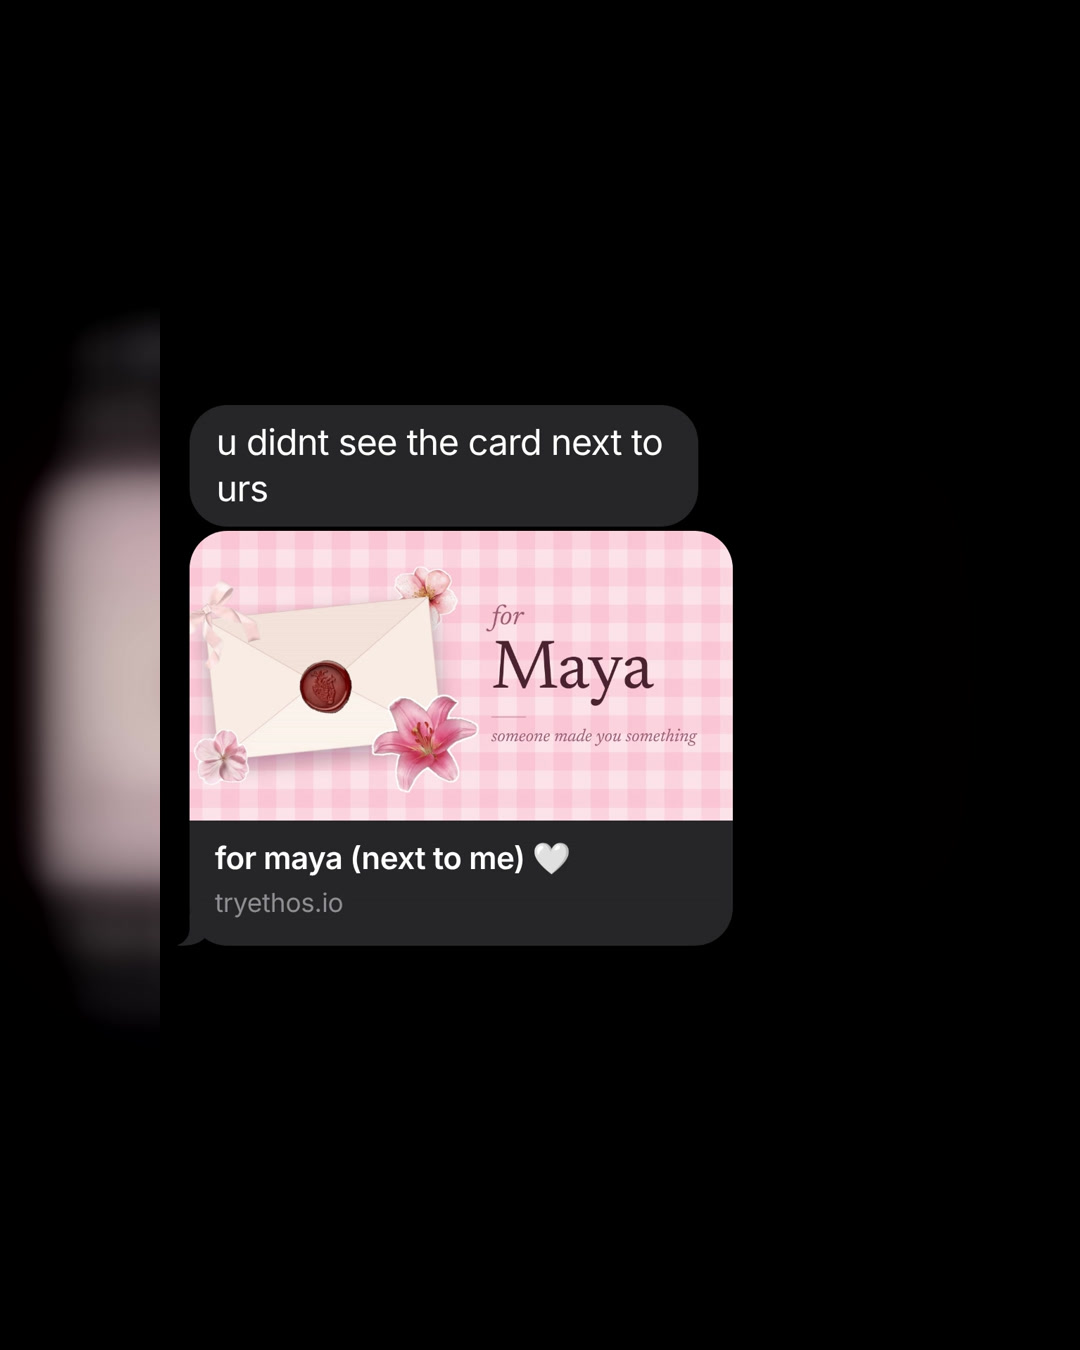 u didnt see the card next to
urs
for
Maya
someone made you something
for maya (next to me) 🤍
tryethos.io